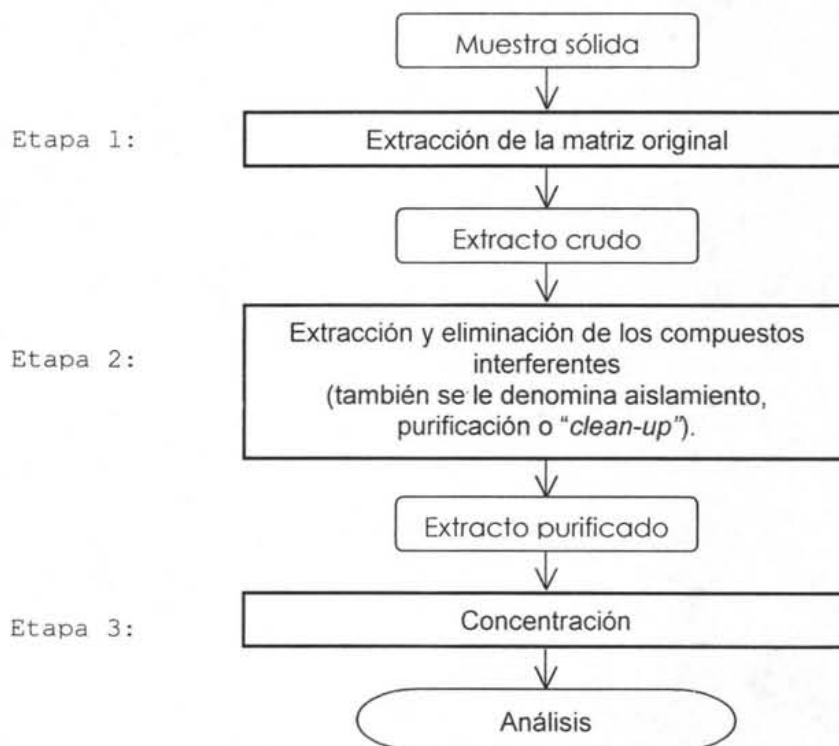 Muestra sólida
Etapa 1:
Extracción de la matriz original
Extracto crudo
Etapa 2:
Extracción y eliminación de los compuestos
interferentes
(también se le denomina aislamiento,
purificación o “clean-up”).
Extracto purificado
Etapa 3:
Concentración
Análisis